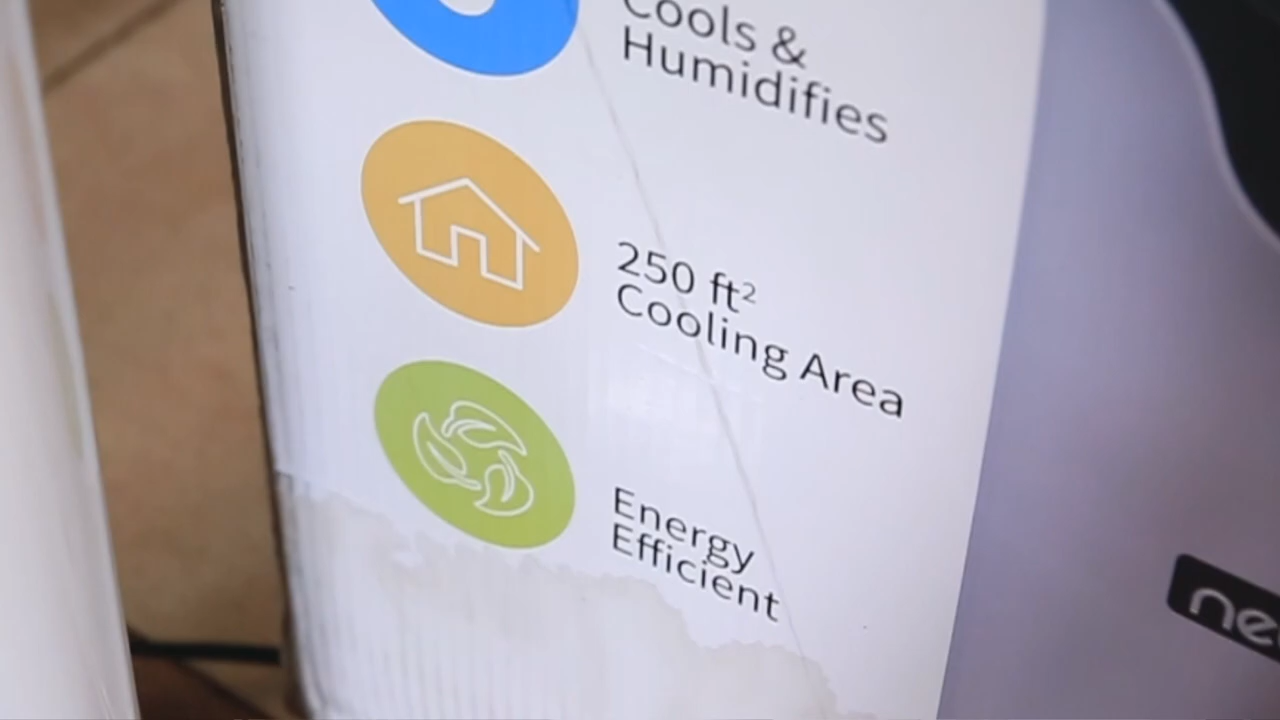 Cools &
Humidifies
250 ft²
Cooling Area
Energy
Efficient